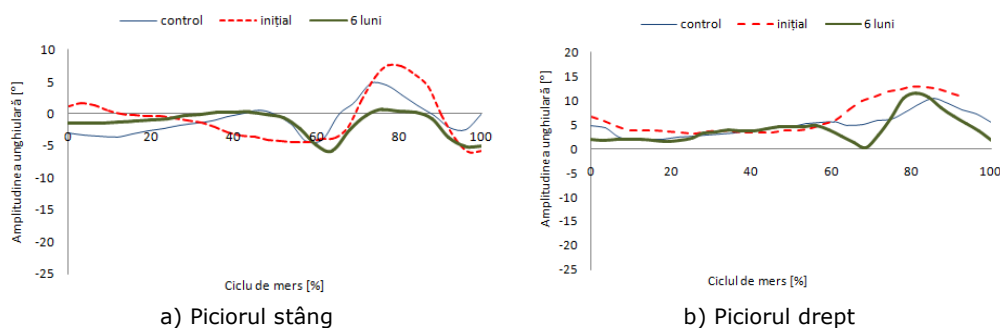 control inițial 6 luni
10
5
0
-5
-10
-15
-20
-25
0 20 40 60 80 100
Amplitudinea unghiulară [°]
Ciclu de mers [%]
a) Piciorul stâng
control inițial 6 luni
20
15
10
5
0
-5
-10
-15
-20
-25
0 20 40 60 80 100
Amplitudinea unghiulară [°]
Ciclul de mers [%]
b) Piciorul drept